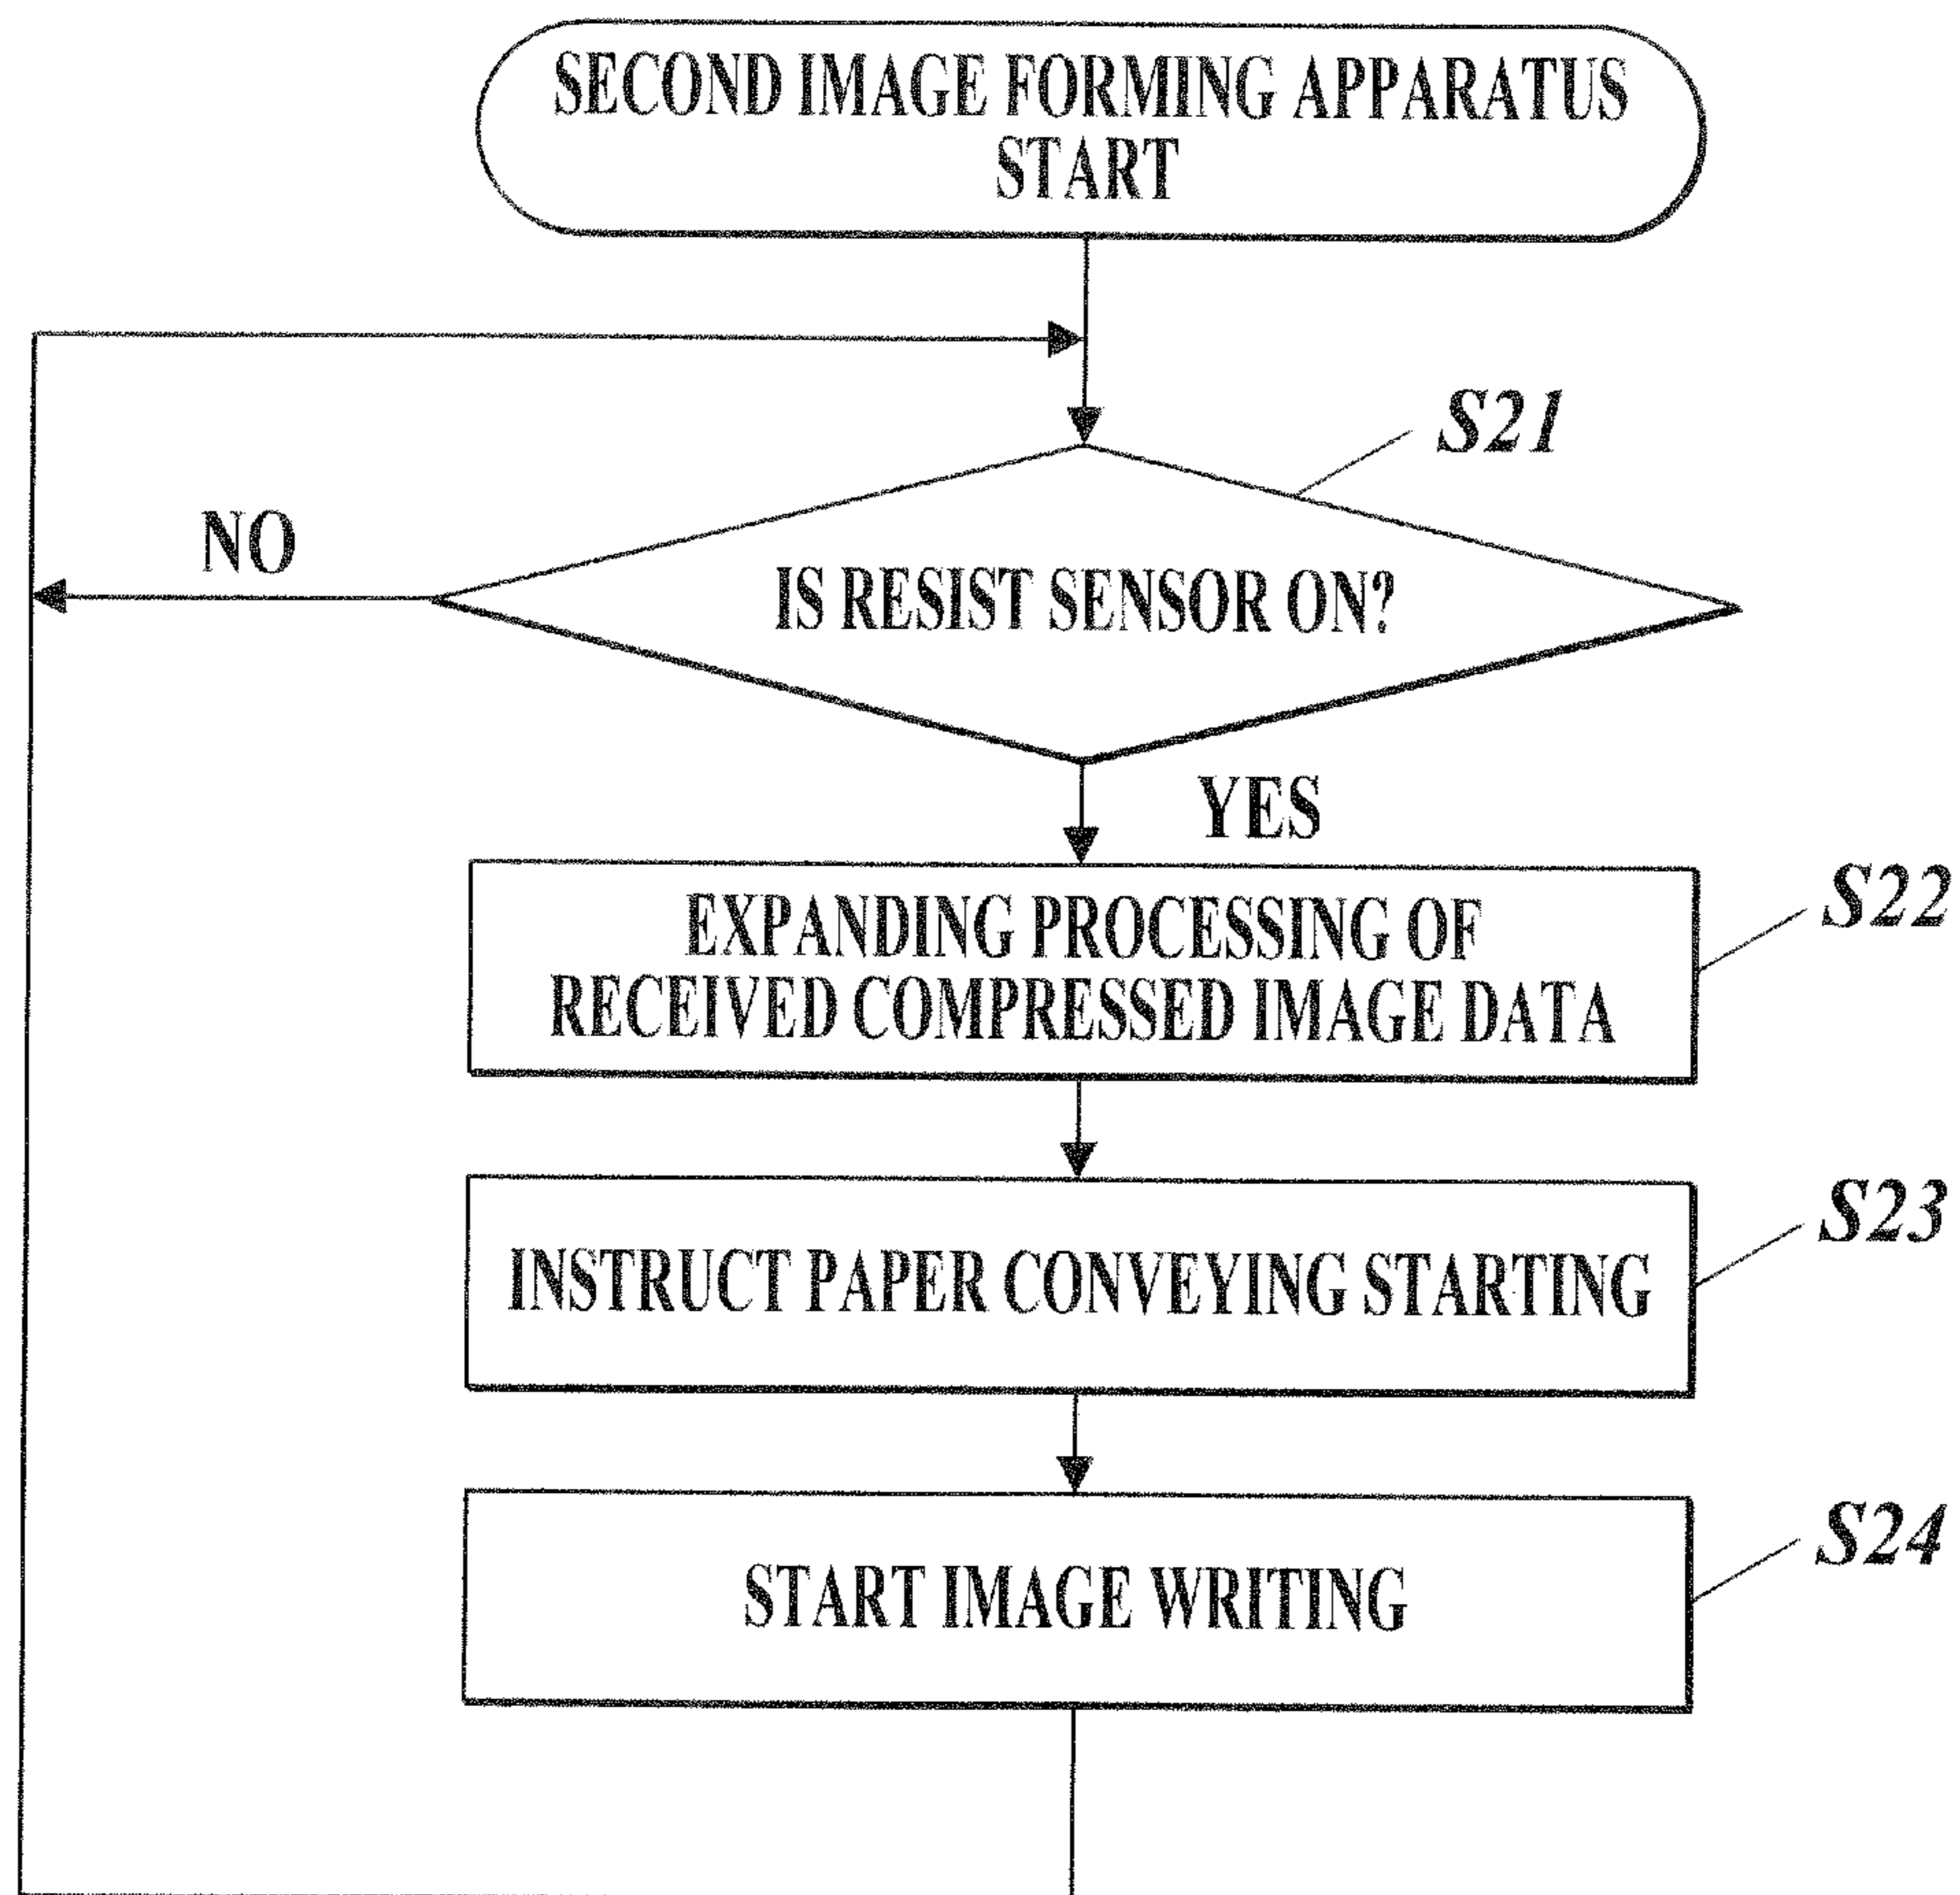 SECOND IMAGE FORMING APPARATUS
START
S21
NO
IS RESIST SENSOR ON?
YES
S22
EXPANDING PROCESSING OF
RECEIVED COMPRESSED IMAGE DATA
S23
INSTRUCT PAPER CONVEYING STARTING
S24
START IMAGE WRITING